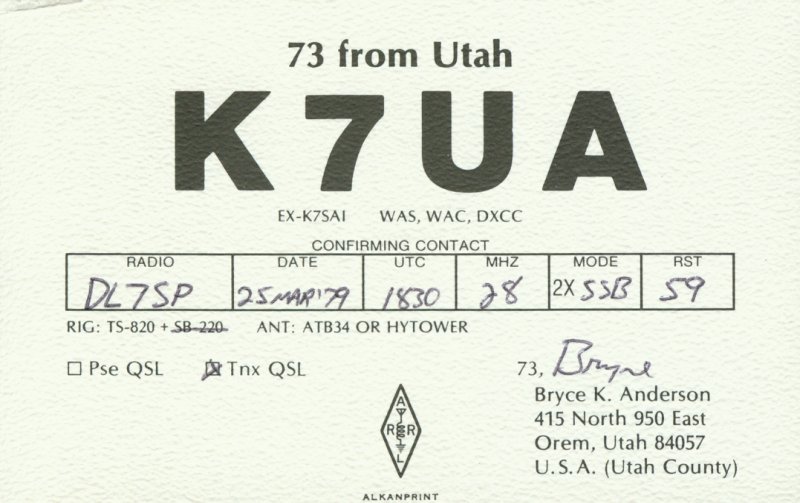 73 from Utah
K7UA
EX-K7SAI WAS, WAC, DXCC
CONFIRMING CONTACT
RADIO DATE UTC MHZ MODE RST
DL7SP 25MAR'79 1830 28 2X SSB 59
RIG: TS-820 + SB-220 ANT: ATB34 OR HYTOWER
Pse QSL Tnx QSL
73, Bryce
Bryce K. Anderson
415 North 950 East
Orem, Utah 84057
U.S.A. (Utah County)
A
R R
L
ALKANPRINT